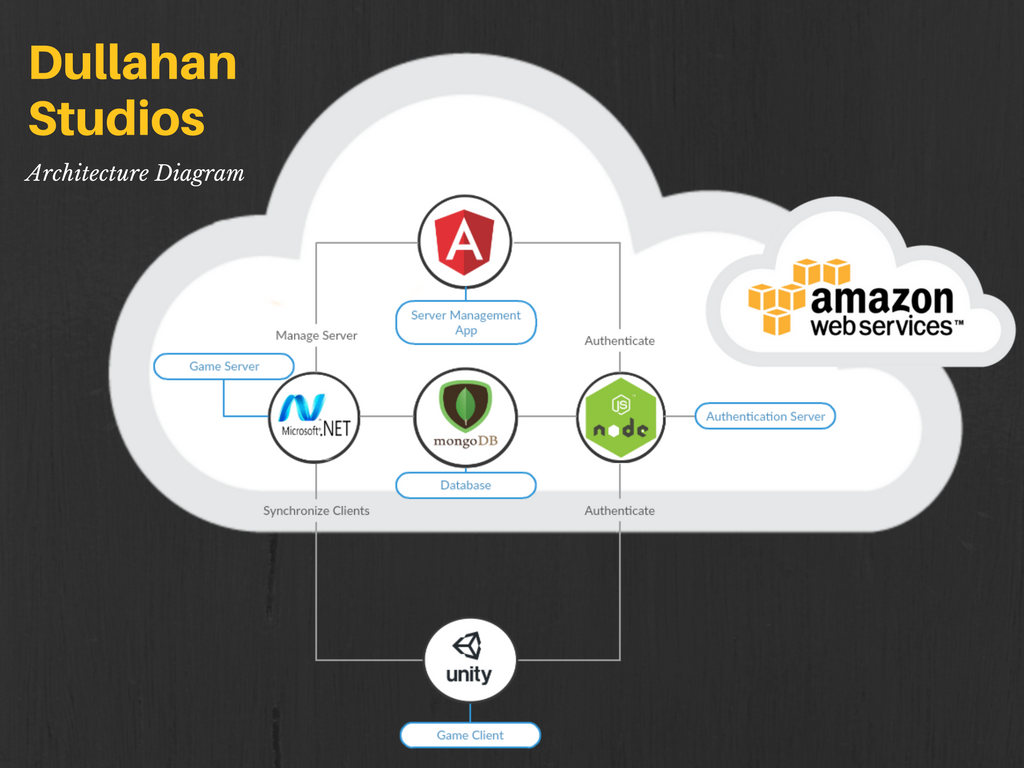 Dullahan
Studios
Architecture Diagram
amazon
web services™
A
Server Management
App
Manage Server
Authenticate
Game Server
Microsoft®.NET
mongoDB
JS
node
Authentication Server
Database
Synchronize Clients
Authenticate
unity
Game Client